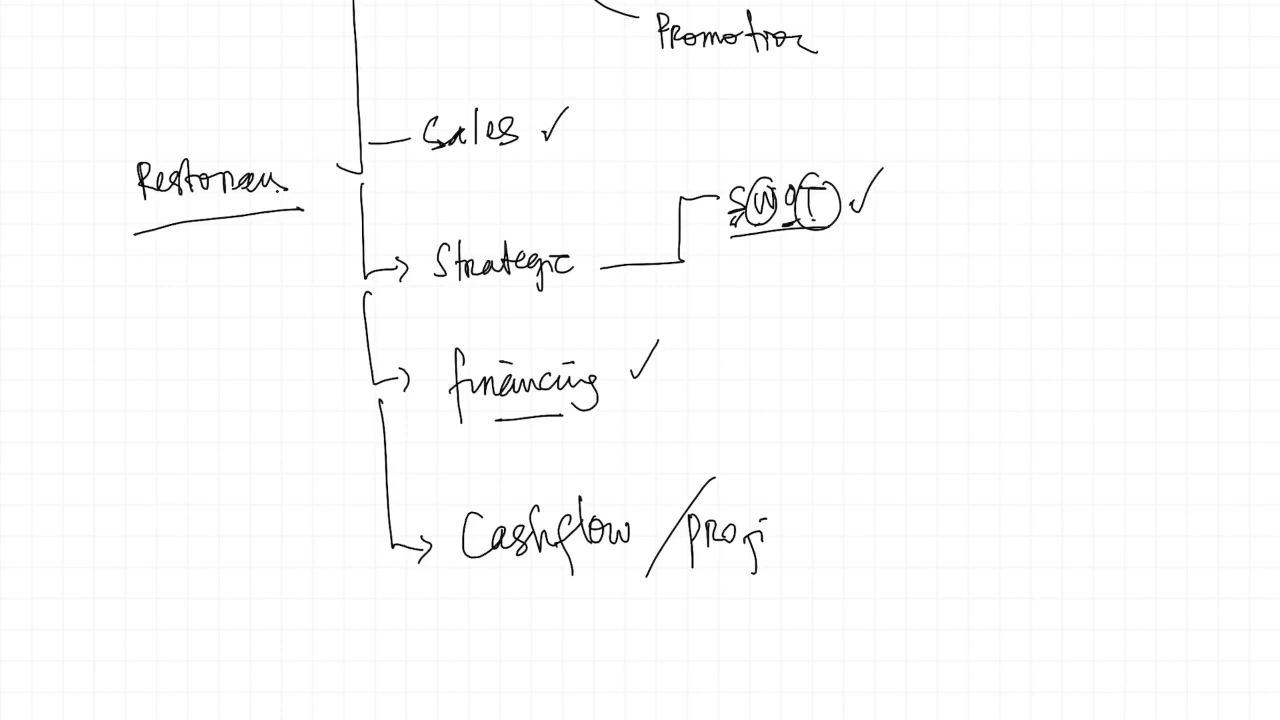 Promotion
Sales ✓
Restoran
SWOT ✓
Strategic
financing ✓
Cashflow / proj